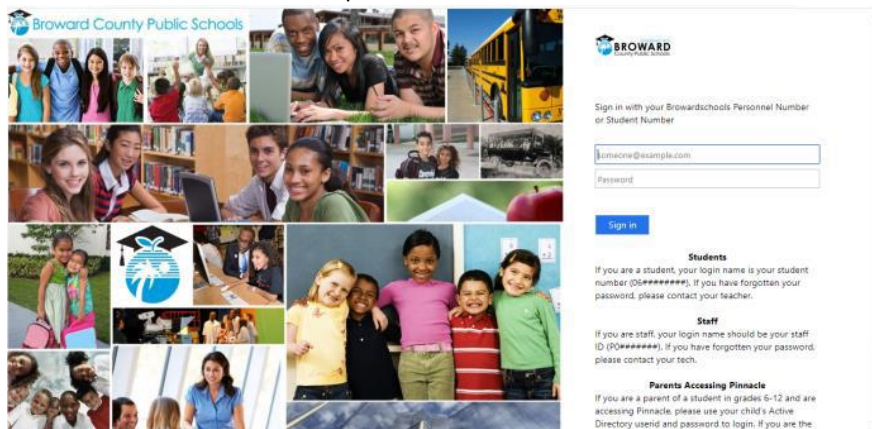 Broward County Public Schools
BROWARD
County Public Schools
Sign in with your Browardschools Personnel Number
or Student Number
someone@example.com
Password
Sign in
Students
If you are a student, your login name is your student
number (06########). If you have forgotten your
password, please contact your teacher.
Staff
If you are staff, your login name should be your staff
ID (P0#######). If you have forgotten your password,
please contact your tech.
Parents Accessing Pinnacle
If you are a parent of a student in grades 6-12 and are
accessing Pinnacle, please use your child's Active
Directory userid and password to login. If you are the